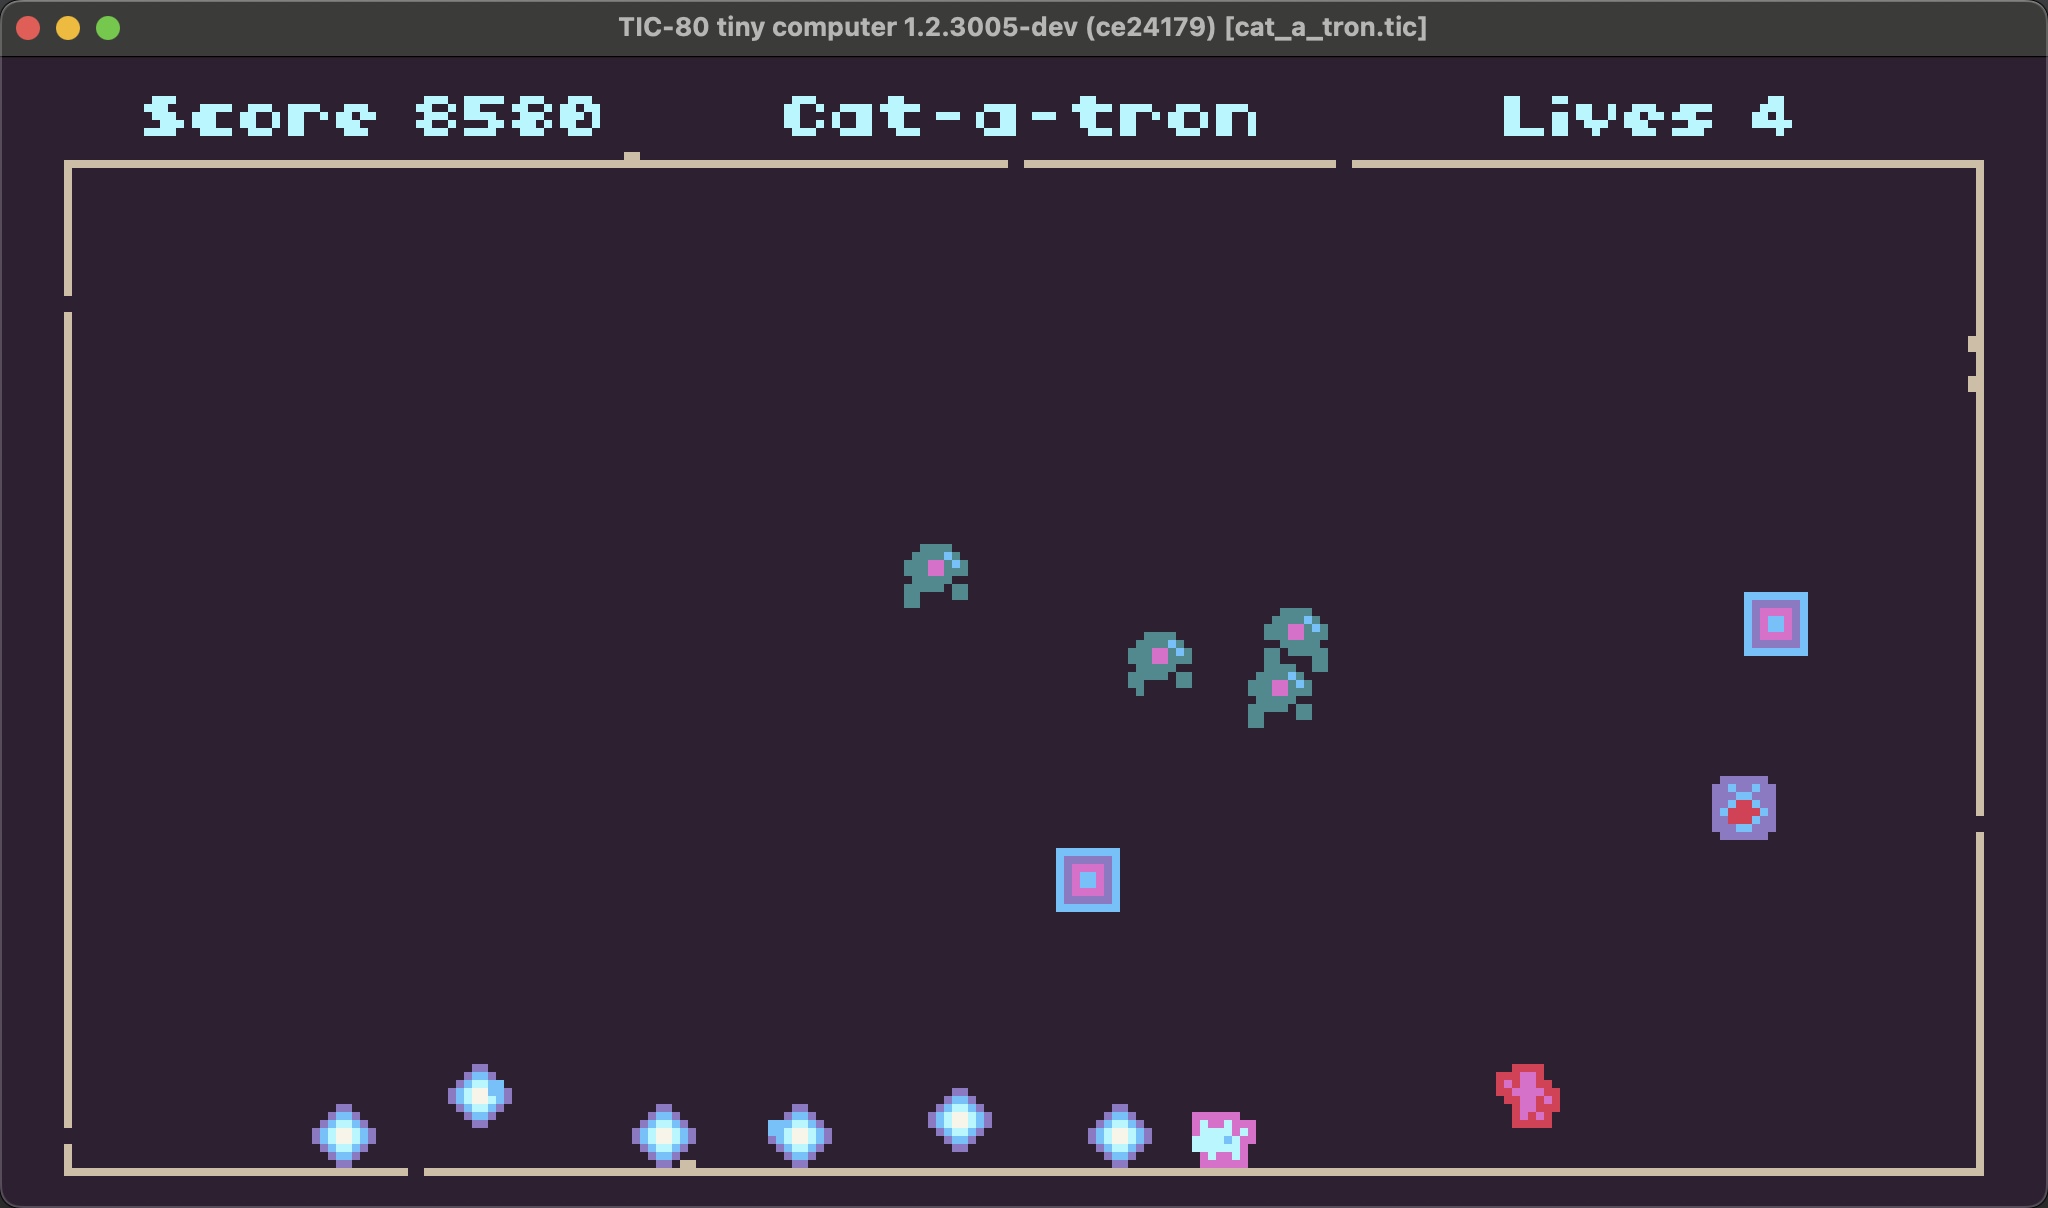 TIC-80 tiny computer 1.2.3005-dev (ce24179) [cat_a_tron.tic]
Score 8580 Cat-a-tron Lives 4